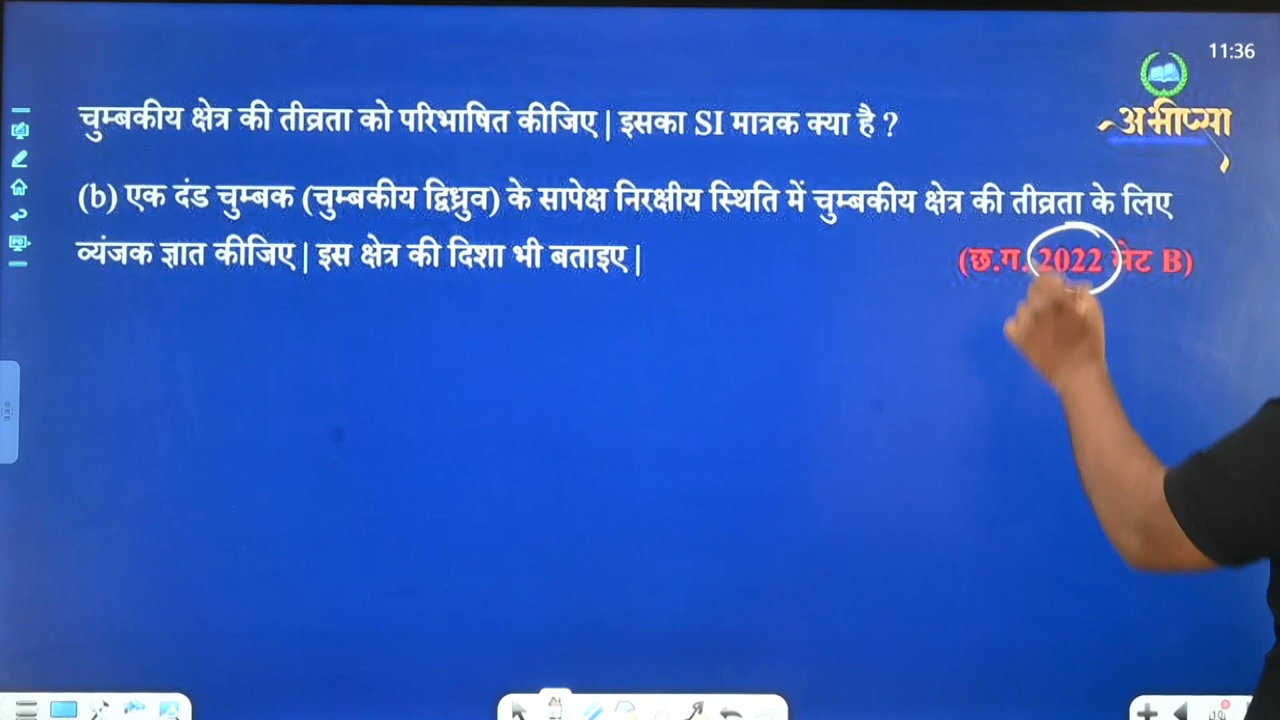 11:36
अभीप्सा
चुम्बकीय क्षेत्र की तीव्रता को परिभाषित कीजिए | इसका SI मात्रक क्या है ?
(b) एक दंड चुम्बक (चुम्बकीय द्विध्रुव) के सापेक्ष निरक्षीय स्थिति में चुम्बकीय क्षेत्र की तीव्रता के लिए
व्यंजक ज्ञात कीजिए | इस क्षेत्र की दिशा भी बताइए |
(छ.ग. 2022 सेट B)